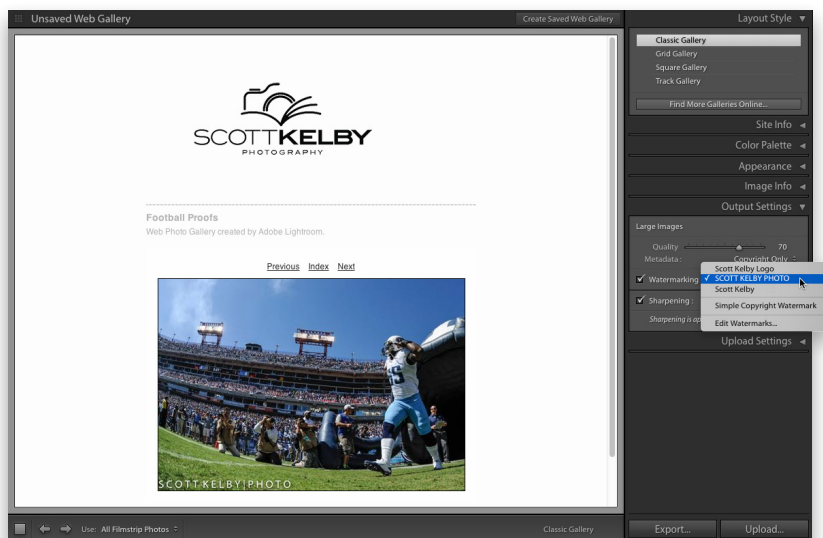 Unsaved Web Gallery
Create Saved Web Gallery
SCOTTKELBY
PHOTOGRAPHY
Football Proofs
Web Photo Gallery created by Adobe Lightroom.
Previous Index Next
SCOTT KELBY|PHOTO
Use: All Filmstrip Photos
Classic Gallery
Layout Style
Classic Gallery
Grid Gallery
Square Gallery
Track Gallery
Find More Galleries Online...
Site Info
Color Palette
Appearance
Image Info
Output Settings
Large Images
Quality 70
Metadata: Copyright Only
Watermarking
Scott Kelby Logo
✓ SCOTT KELBY PHOTO
Scott Kelby
Simple Copyright Watermark
Edit Watermarks...
Sharpening:
Sharpening is ap
Upload Settings
Export...
Upload...